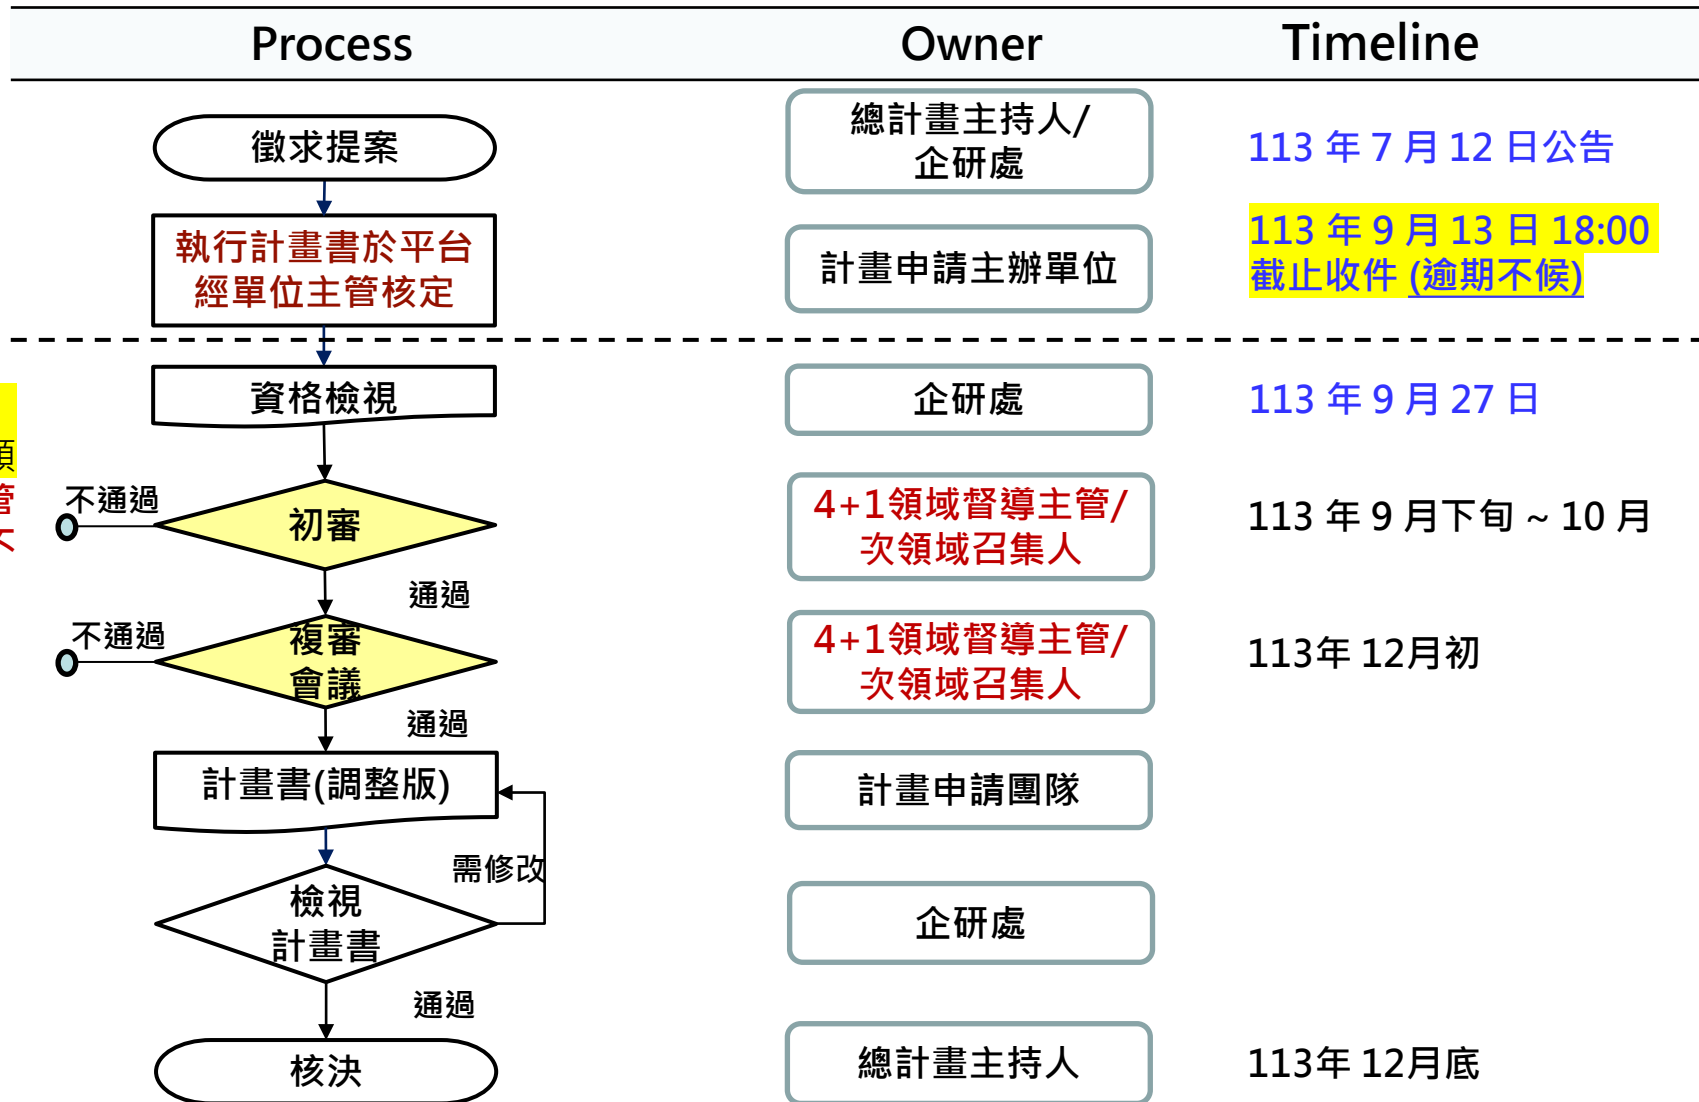 Process
Owner
Timeline
徵求提案
總計畫主持人/
企研處
113 年 7 月 12 日公告
執行計畫書於平台
經單位主管核定
計畫申請主辦單位
113 年 9 月 13 日 18:00
截止收件 (逾期不候)
資格檢視
企研處
113 年 9 月 27 日
管
不通過
初審
4+1領域督導主管/
次領域召集人
113 年 9 月下旬 ~ 10 月
通過
不通過
複審
會議
4+1領域督導主管/
次領域召集人
113年 12月初
通過
計畫書(調整版)
計畫申請團隊
需修改
檢視
計畫書
企研處
通過
核決
總計畫主持人
113年 12月底